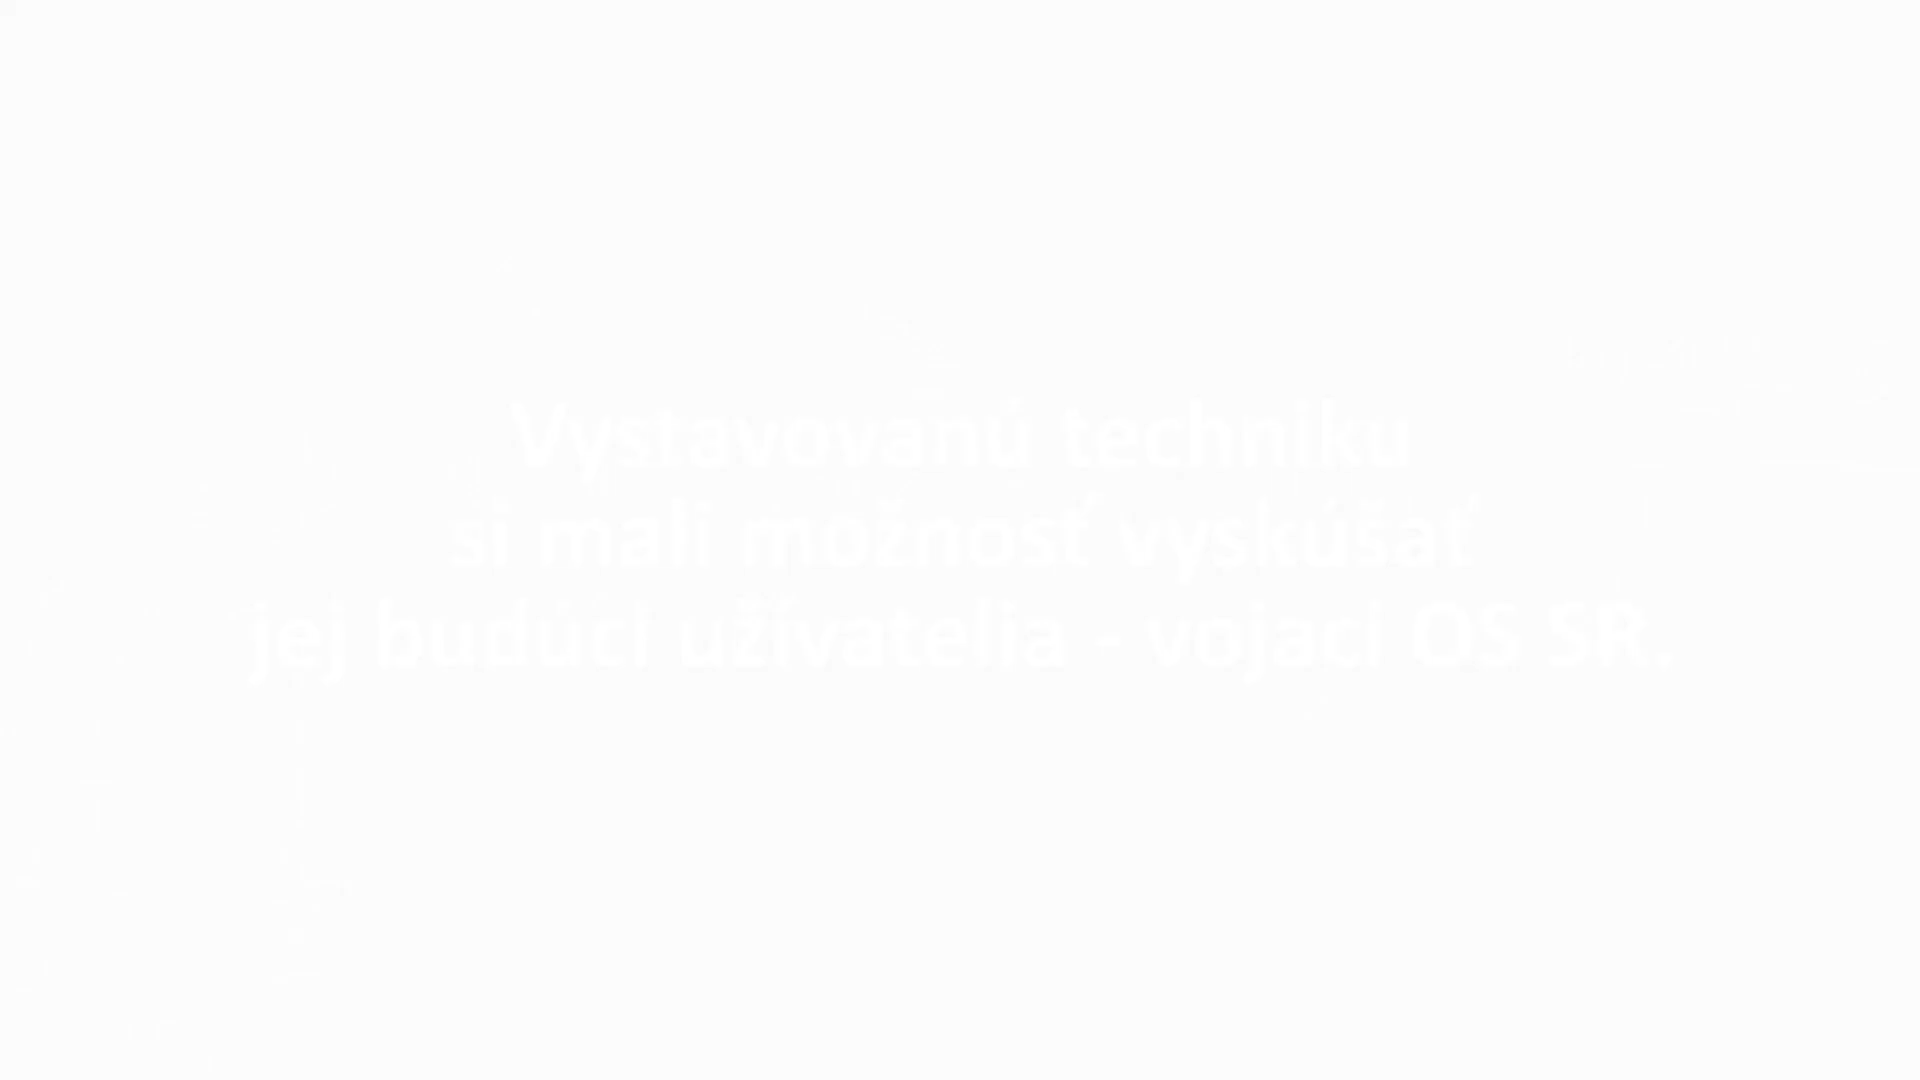 Vystavovanú techniku
si mali možnosť vyskúšať
jej budúci užívatelia - vojaci OS SR.